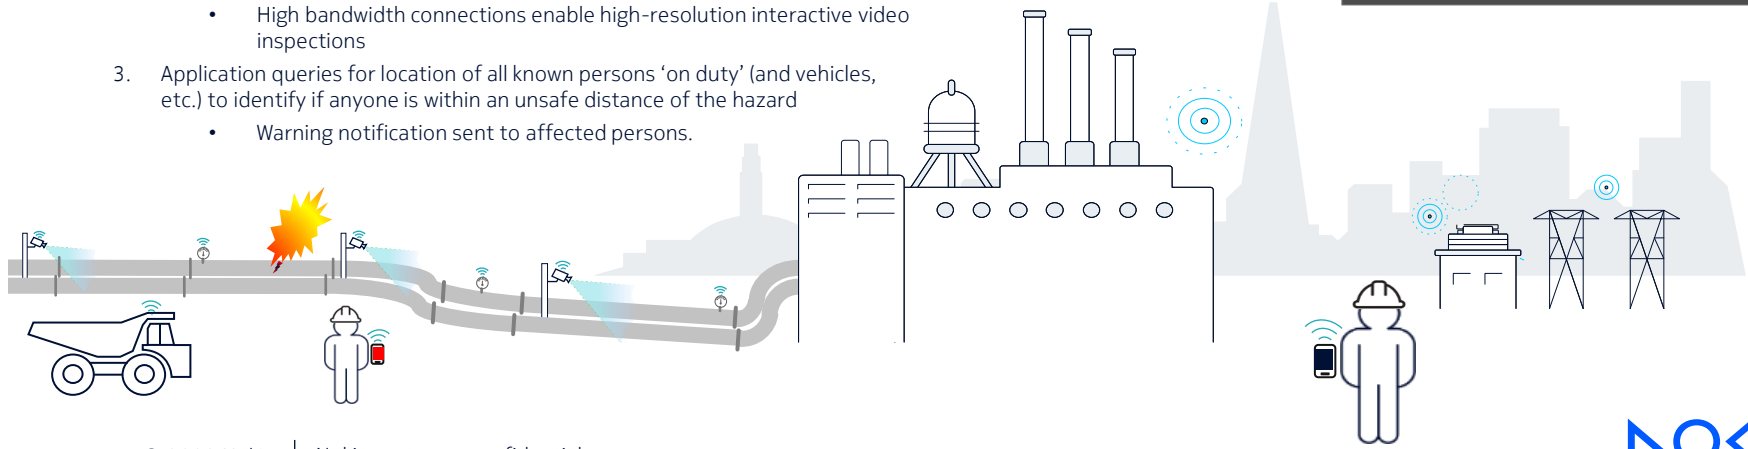 • High bandwidth connections enable high-resolution interactive video
inspections
3. Application queries for location of all known persons ‘on duty’ (and vehicles,
etc.) to identify if anyone is within an unsafe distance of the hazard
• Warning notification sent to affected persons.